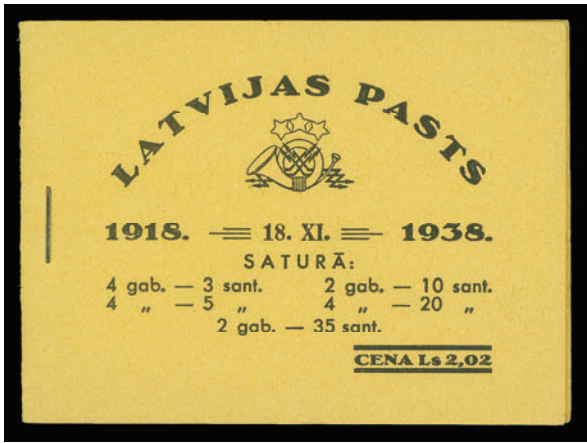 LATVIJAS PASTS
1918. 18. XI. 1938.
SATURĀ:
4 gab. — 3 sant. 2 gab. — 10 sant.
4 „ — 5 „ 4 „ — 20 „
2 gab. — 35 sant.
CENA Ls 2,02